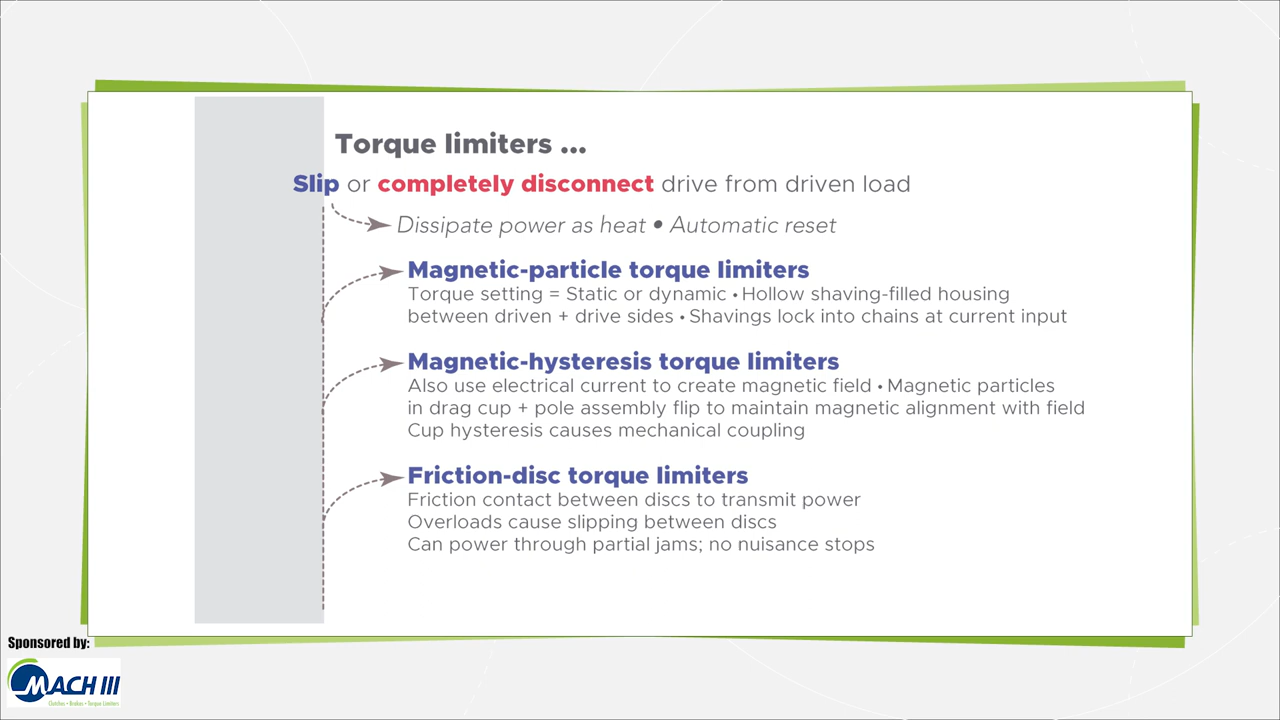 Torque limiters ...
Slip or completely disconnect drive from driven load
Dissipate power as heat • Automatic reset
Magnetic-particle torque limiters
Torque setting = Static or dynamic • Hollow shaving-filled housing
between driven + drive sides • Shavings lock into chains at current input
Magnetic-hysteresis torque limiters
Also use electrical current to create magnetic field • Magnetic particles
in drag cup + pole assembly flip to maintain magnetic alignment with field
Cup hysteresis causes mechanical coupling
Friction-disc torque limiters
Friction contact between discs to transmit power
Overloads cause slipping between discs
Can power through partial jams; no nuisance stops
Sponsored by:
MACH III
Clutches • Brakes • Torque Limiters